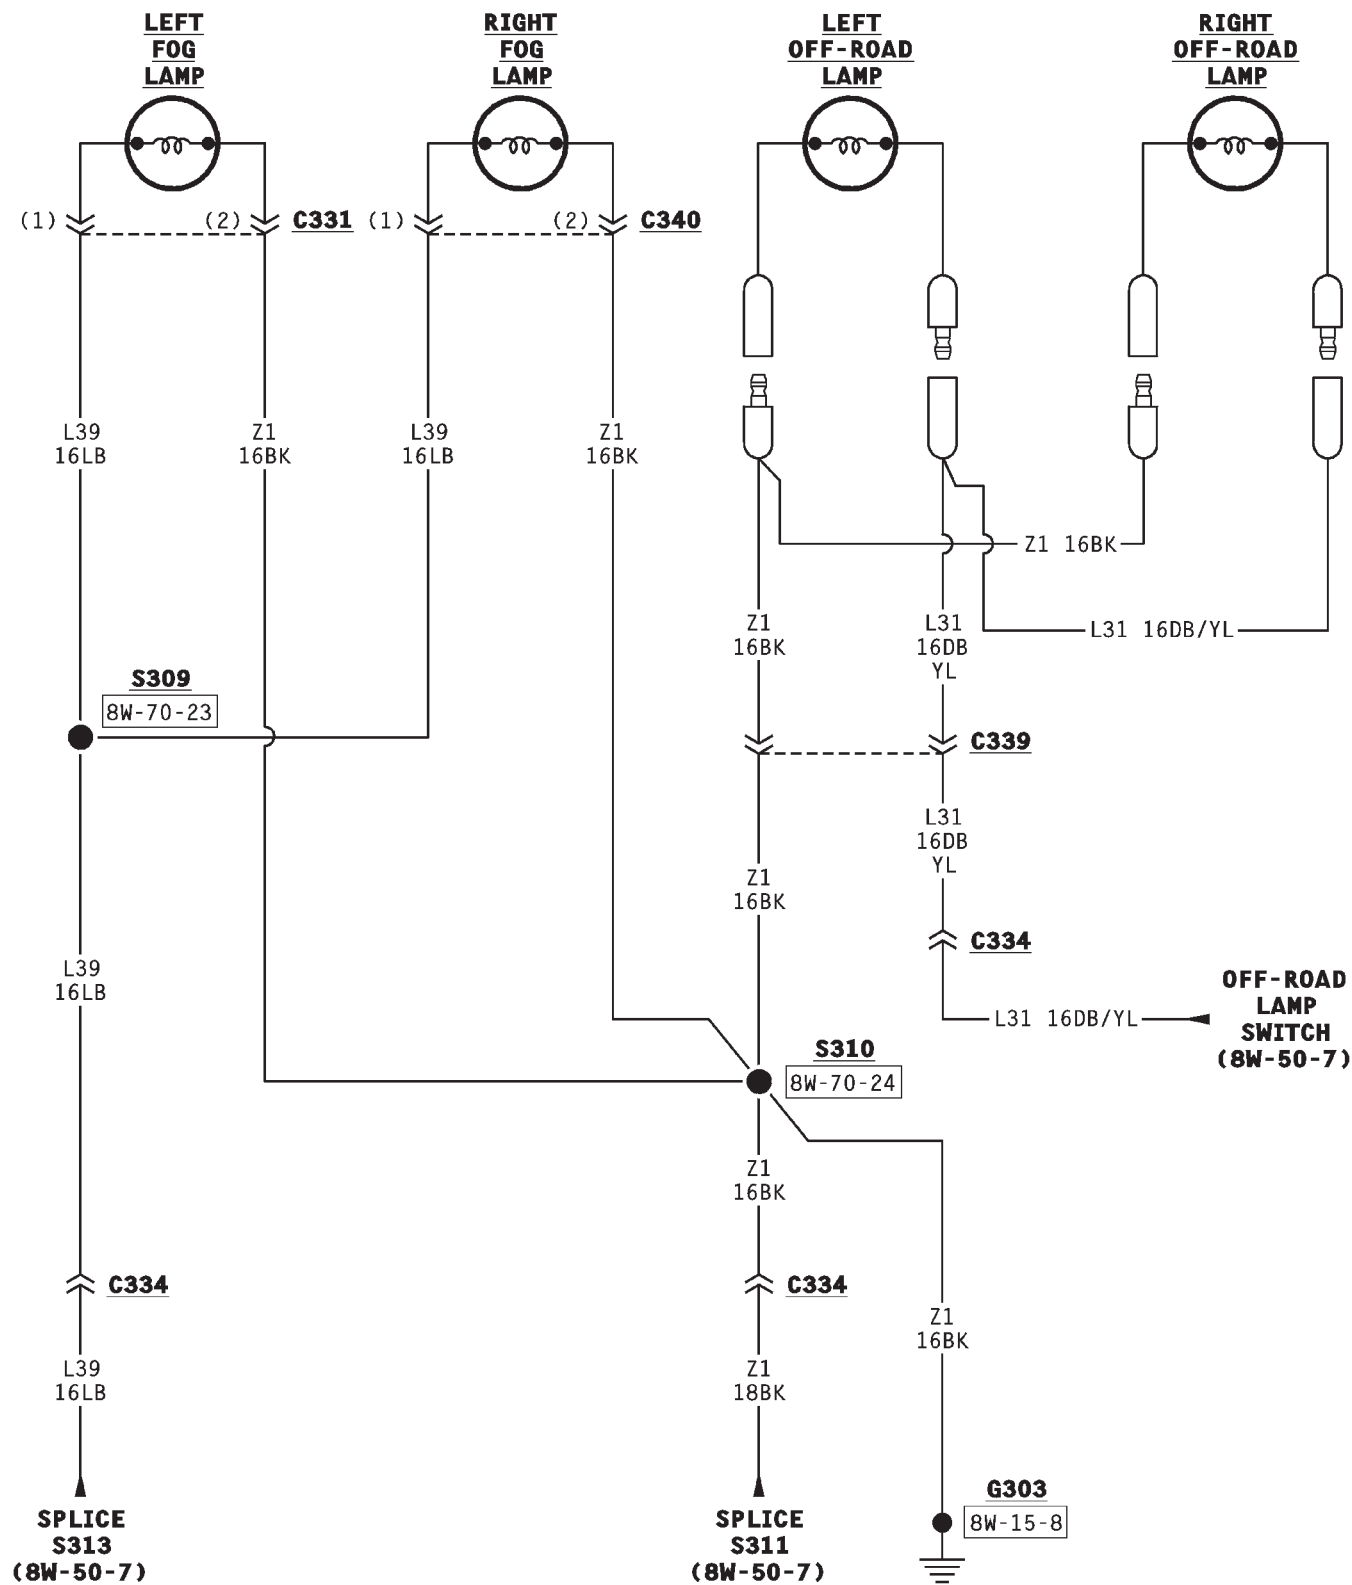 LEFT
FOG
LAMP
RIGHT
FOG
LAMP
LEFT
OFF-ROAD
LAMP
RIGHT
OFF-ROAD
LAMP
(1)
(2)
C331
(1)
(2)
C340
L39
16LB
Z1
16BK
L39
16LB
Z1
16BK
Z1 16BK
Z1
16BK
L31
16DB
YL
L31 16DB/YL
S309
8W-70-23
C339
L31
16DB
YL
Z1
16BK
C334
L39
16LB
L31 16DB/YL
OFF-ROAD
LAMP
SWITCH
(8W-50-7)
S310
8W-70-24
Z1
16BK
C334
C334
Z1
16BK
L39
16LB
Z1
18BK
SPLICE
S313
(8W-50-7)
SPLICE
S311
(8W-50-7)
G303
8W-15-8